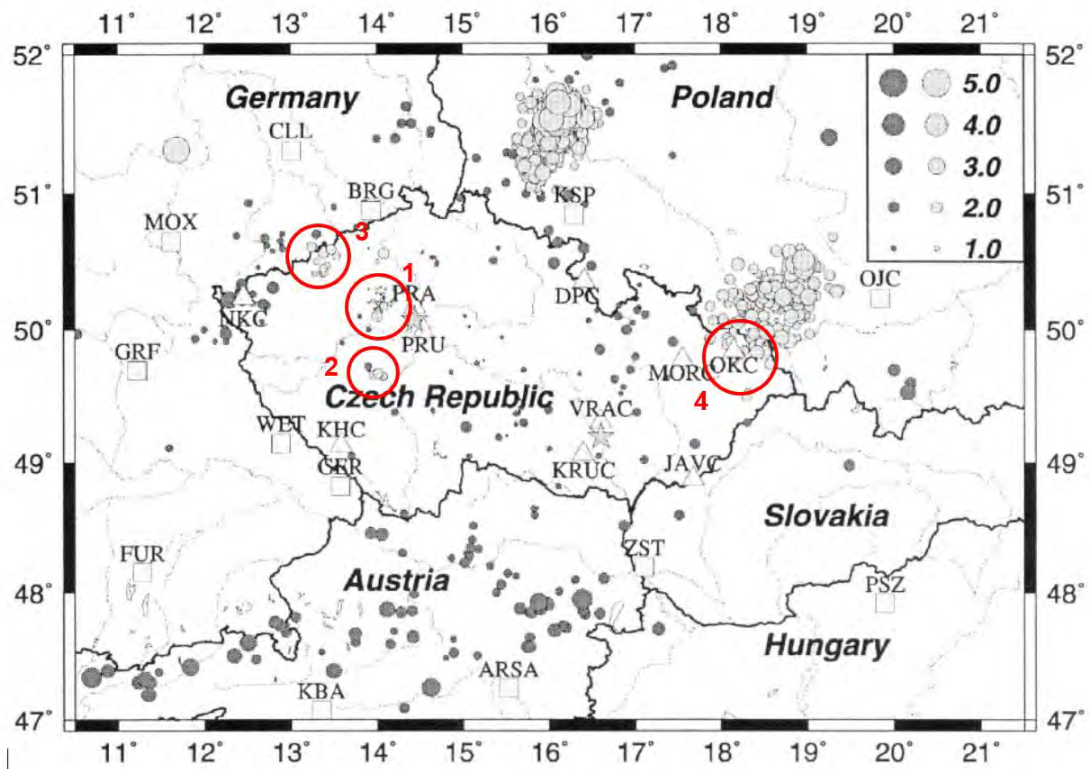 11° 12° 13° 14° 15° 16° 17° 18° 19° 20° 21°
52° 52°
Germany Poland
5.0
CLL
4.0
3.0
51° BRG KSP 51°
2.0
MOX
3
1.0
1
PRA DPC OJC
NKC
50° 50°
PRU
GRF
2
MORC OKC
Czech Republic
4
VRAC
WET KHC
49° KRUC JAVC 49°
GER
Slovakia
FUR ZST
Austria PSZ
48° 48°
Hungary
ARSA
KBA
47° 47°
11° 12° 13° 14° 15° 16° 17° 18° 19° 20° 21°